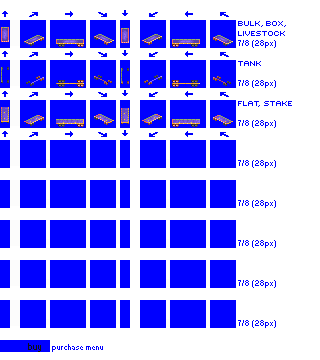 BULK, BOX,
LIVESTOCK
7/8 (28px)
TANK
7/8 (28px)
FLAT, STAKE
7/8 (28px)
7/8 (28px)
7/8 (28px)
7/8 (28px)
7/8 (28px)
7/8 (28px)
purchase menu